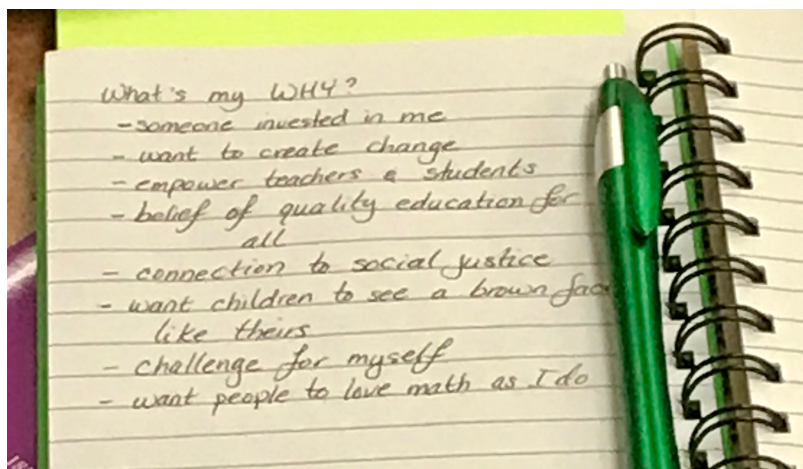 What's my WHY?
- someone invested in me
- want to create change
- empower teachers & students
- belief of quality education for
all
- connection to social justice
- want children to see a brown face
like theirs
- challenge for myself
- want people to love math as I do